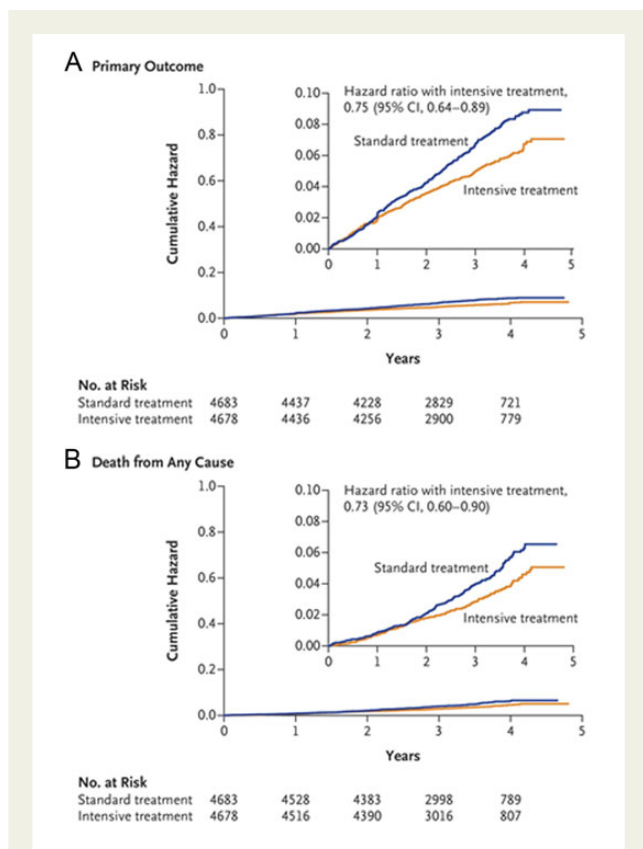 A Primary Outcome
Cumulative Hazard
1.0
0.8
0.6
0.4
0.2
0.0
0.10
0.08
0.06
0.04
0.02
0.00
Hazard ratio with intensive treatment,
0.75 (95% CI, 0.64–0.89)
Standard treatment
Intensive treatment
0 1 2 3 4 5
0 1 2 3 4 5
Years
No. at Risk
Standard treatment 4683 4437 4228 2829 721
Intensive treatment 4678 4436 4256 2900 779
B Death from Any Cause
Cumulative Hazard
1.0
0.8
0.6
0.4
0.2
0.0
0.10
0.08
0.06
0.04
0.02
0.00
Hazard ratio with intensive treatment,
0.73 (95% CI, 0.60–0.90)
Standard treatment
Intensive treatment
0 1 2 3 4 5
0 1 2 3 4 5
Years
No. at Risk
Standard treatment 4683 4528 4383 2998 789
Intensive treatment 4678 4516 4390 3016 807